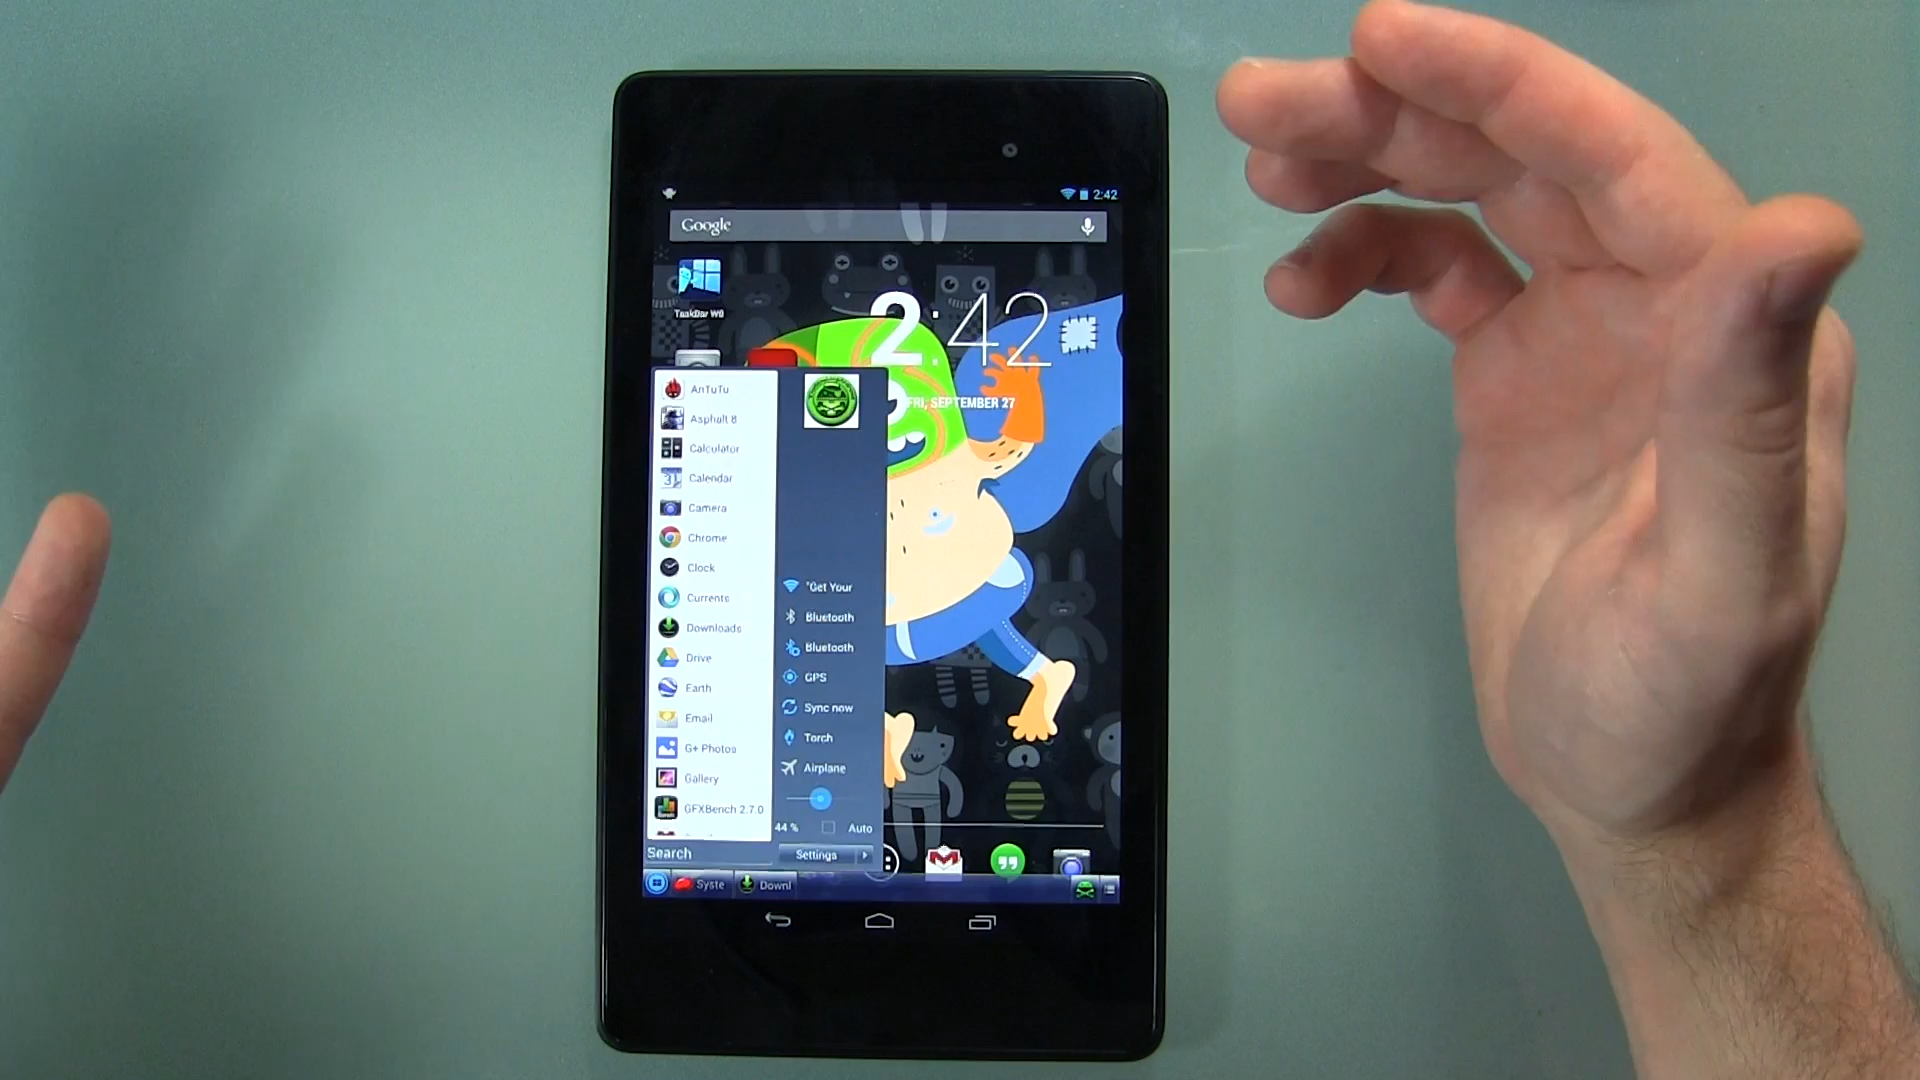 2:42
Google
TaskBar W8
2:42
FRI, SEPTEMBER 27
AnTuTu
Asphalt 8
Calculator
Calendar
Camera
Chrome
Clock
Currents
Downloads
Drive
Earth
Email
G+ Photos
Gallery
GFXBench 2.7.0
Search
"Get Your
Bluetooth
Bluetooth
GPS
Sync now
Torch
Airplane
44 %
Auto
Settings
Syste
Downl